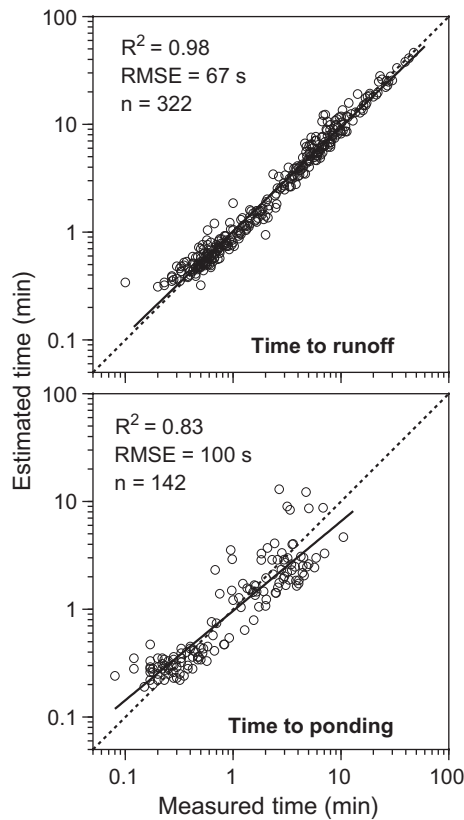 100
R² = 0.98
RMSE = 67 s
n = 322
10
1
0.1
Time to runoff
Estimated time (min)
100
R² = 0.83
RMSE = 100 s
n = 142
10
1
0.1
Time to ponding
0.1 1 10 100
Measured time (min)